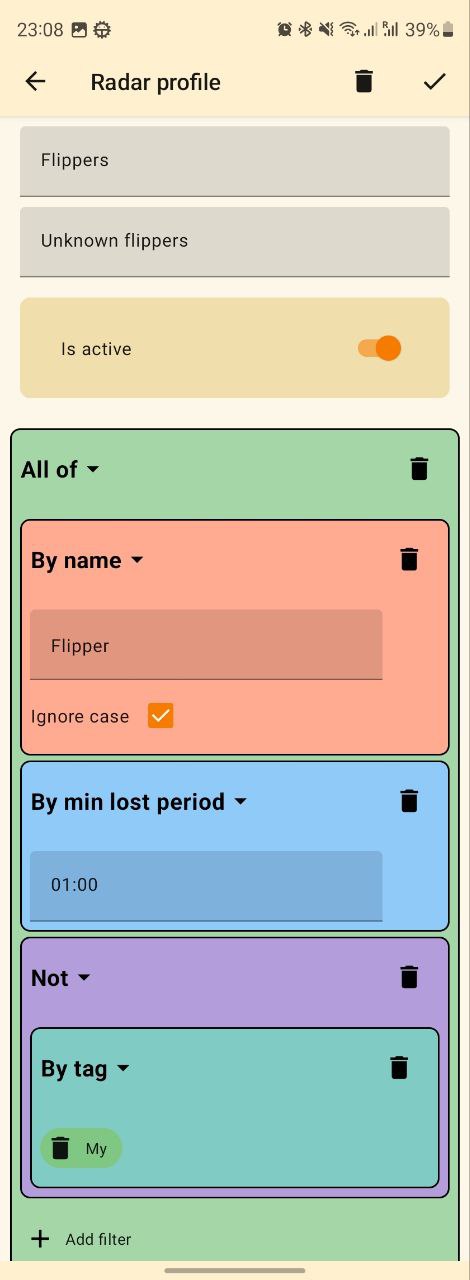 23:08 39%
Radar profile
Flippers
Unknown flippers
Is active
All of
By name
Flipper
Ignore case
By min lost period
01:00
Not
By tag
My
Add filter